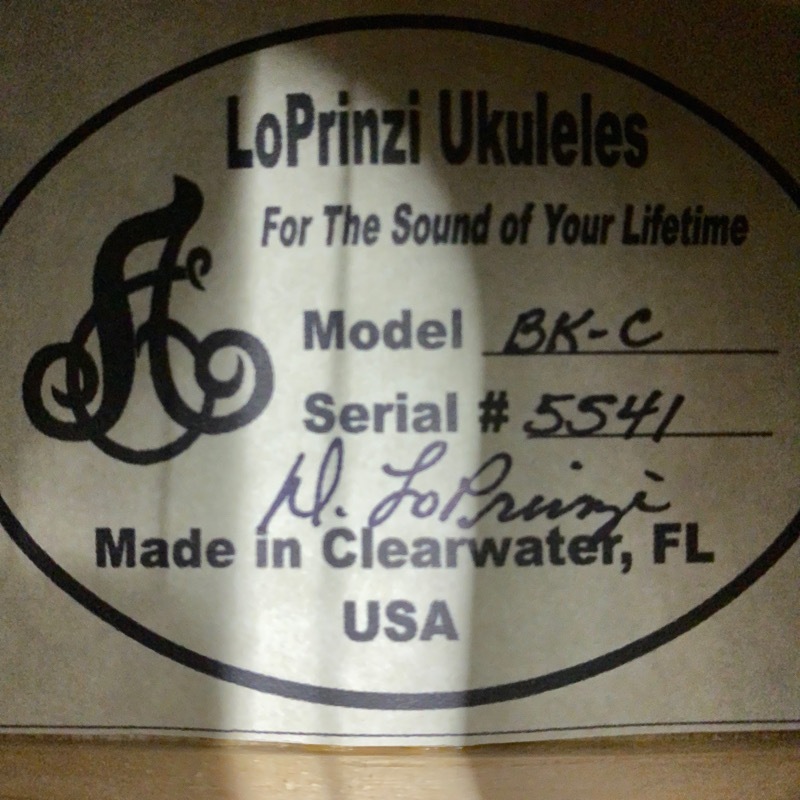 LoPrinzi Ukuleles
For The Sound of Your Lifetime
Model BK-C
Serial # 5541
D. LoPrinzi
Made in Clearwater, FL
USA